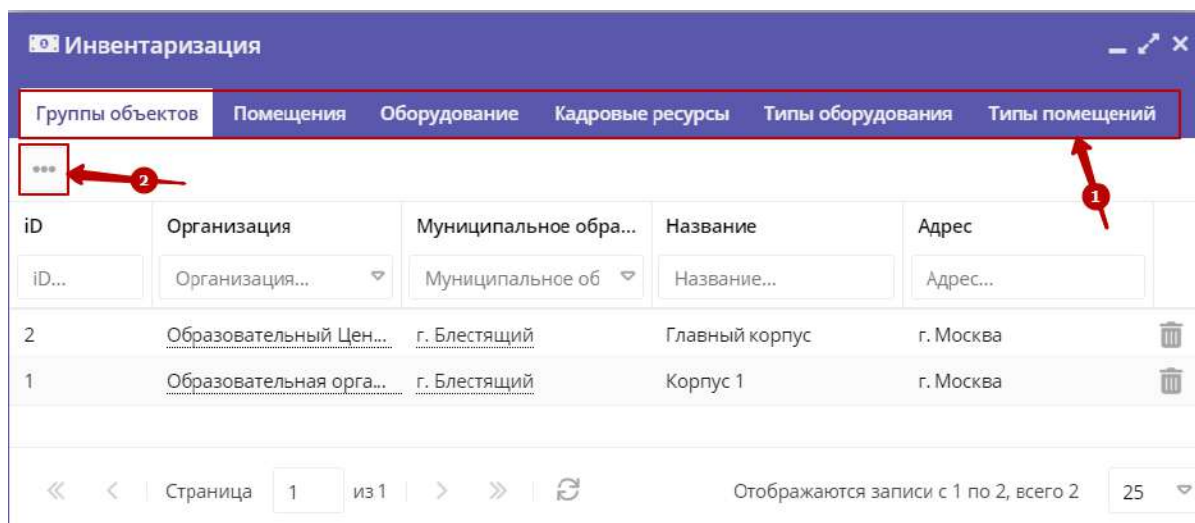 Инвентаризация
Группы объектов Помещения Оборудование Кадровые ресурсы Типы оборудования Типы помещений
2
1
iD Организация Муниципальное обра... Название Адрес
iD... Организация... Муниципальное об Название... Адрес...
2 Образовательный Цен... г. Блестящий Главный корпус г. Москва
1 Образовательная орга... г. Блестящий Корпус 1 г. Москва
Страница 1 из 1 Отображаются записи с 1 по 2, всего 2 25